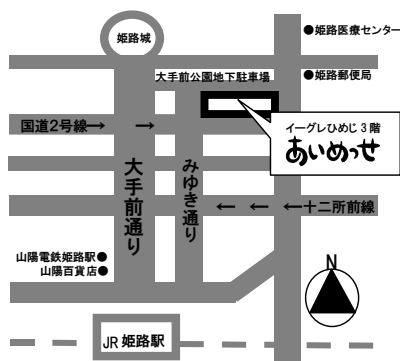 姫路城
●姫路医療センター
大手前公園地下駐車場
●姫路郵便局
国道2号線→ →
イーグレひめじ3階
あいめっせ
大手前通り
みゆき通り
← ← ←十二所前線
山陽電鉄姫路駅●
山陽百貨店●
N
JR 姫路駅